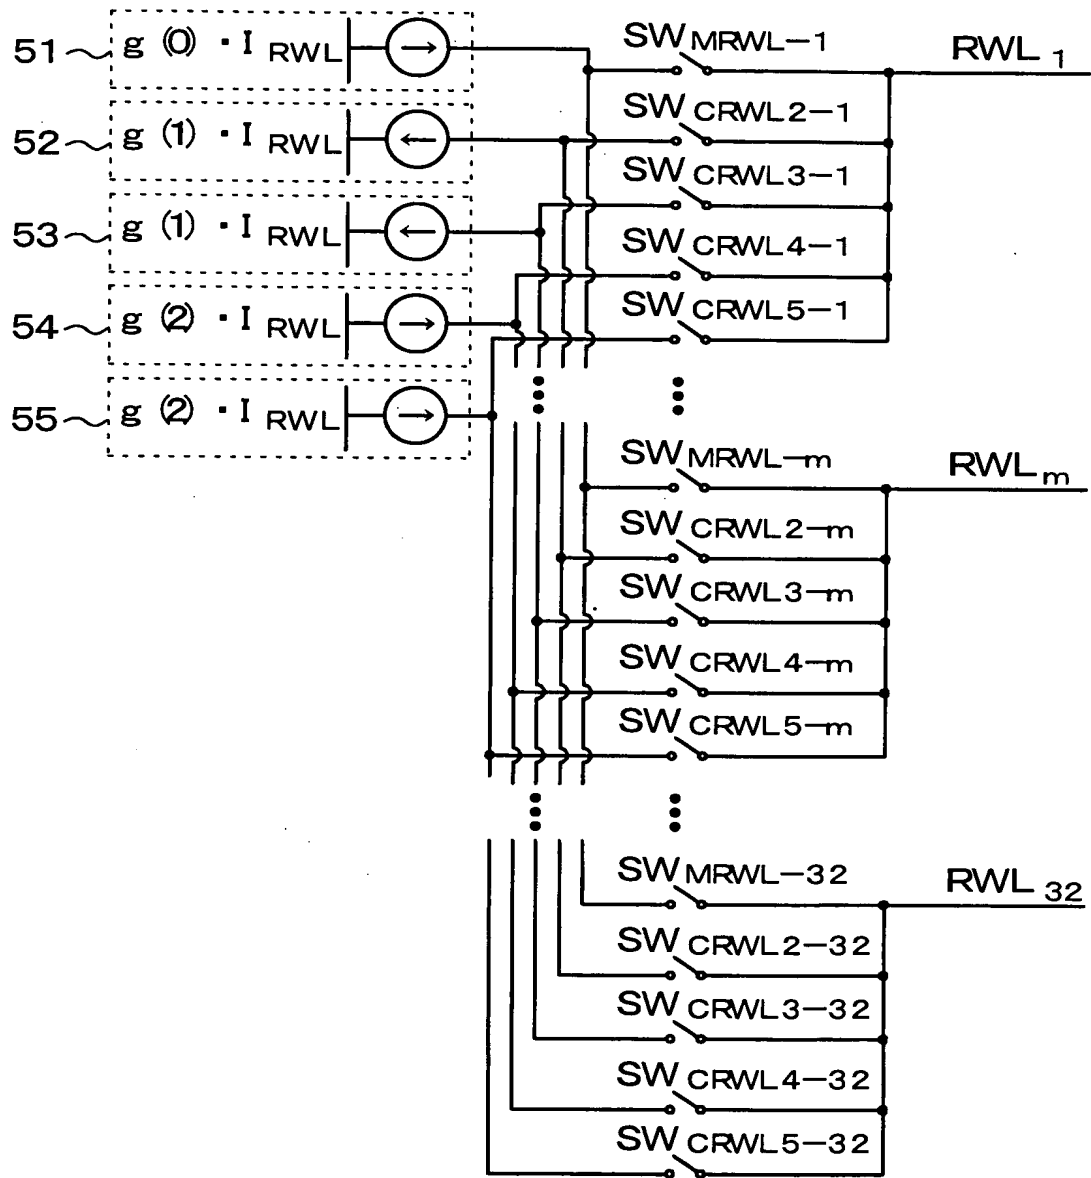 51 g (0) · I RWL
52 g (1) · I RWL
53 g (1) · I RWL
54 g (2) · I RWL
55 g (2) · I RWL
SW MRWL-1
RWL 1
SW CRWL2-1
SW CRWL3-1
SW CRWL4-1
SW CRWL5-1
SW MRWL-m
RWL m
SW CRWL2-m
SW CRWL3-m
SW CRWL4-m
SW CRWL5-m
SW MRWL-32
RWL 32
SW CRWL2-32
SW CRWL3-32
SW CRWL4-32
SW CRWL5-32